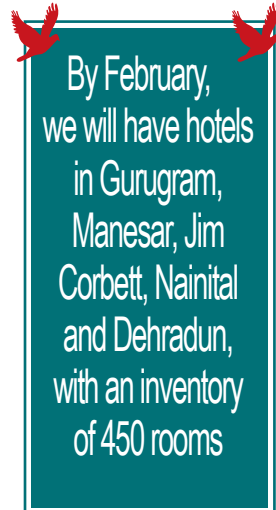 By February,
we will have hotels
in Gurugram,
Manesar, Jim
Corbett, Nainital
and Dehradun,
with an inventory
of 450 rooms